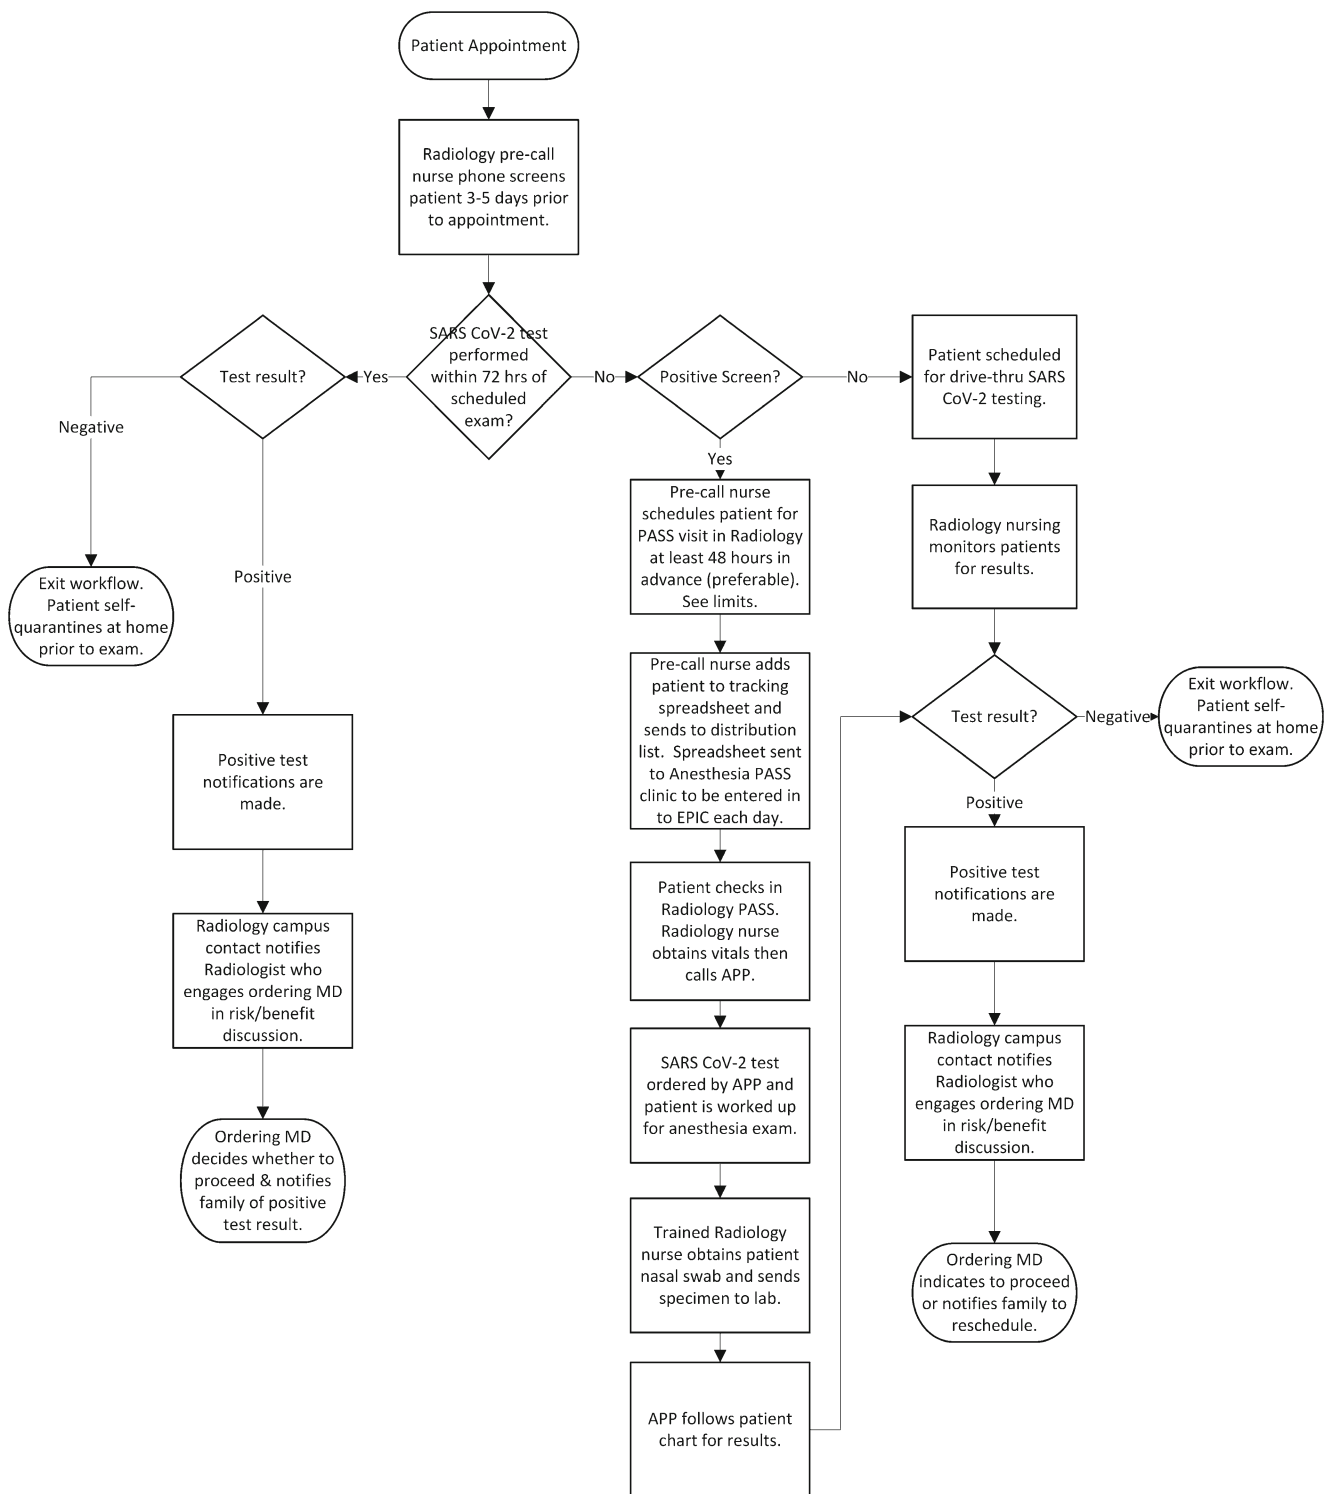 Patient Appointment
Radiology pre-call
nurse phone screens
patient 3-5 days prior
to appointment.
SARS CoV-2 test
performed
within 72 hrs of
scheduled
exam?
Yes
Test result?
Negative
Exit workflow.
Patient self-
quarantines at home
prior to exam.
Positive
Positive test
notifications are
made.
Radiology campus
contact notifies
Radiologist who
engages ordering MD
in risk/benefit
discussion.
Ordering MD
decides whether to
proceed & notifies
family of positive
test result.
No
Positive Screen?
Yes
Pre-call nurse
schedules patient for
PASS visit in Radiology
at least 48 hours in
advance (preferable).
See limits.
Pre-call nurse adds
patient to tracking
spreadsheet and
sends to distribution
list.  Spreadsheet sent
to Anesthesia PASS
clinic to be entered in
to EPIC each day.
Patient checks in
Radiology PASS.
Radiology nurse
obtains vitals then
calls APP.
SARS CoV-2 test
ordered by APP and
patient is worked up
for anesthesia exam.
Trained Radiology
nurse obtains patient
nasal swab and sends
specimen to lab.
APP follows patient
chart for results.
No
Patient scheduled
for drive-thru SARS
CoV-2 testing.
Radiology nursing
monitors patients
for results.
Test result?
Negative
Exit workflow.
Patient self-
quarantines at home
prior to exam.
Positive
Positive test
notifications are
made.
Radiology campus
contact notifies
Radiologist who
engages ordering MD
in risk/benefit
discussion.
Ordering MD
indicates to proceed
or notifies family to
reschedule.